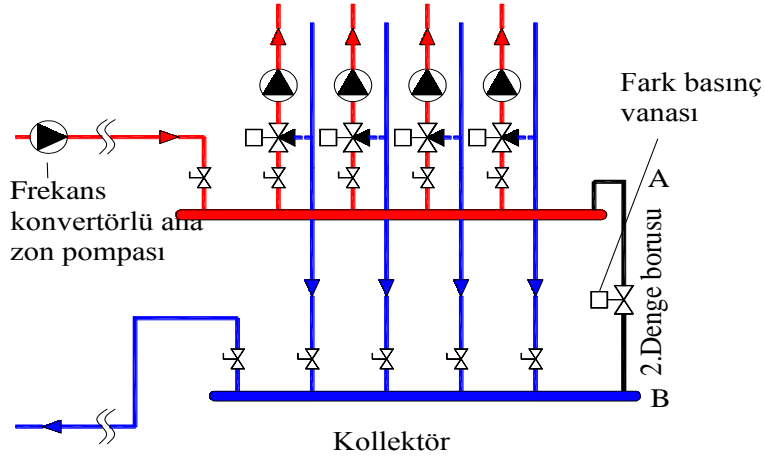 Fark basınç
vanası
A
Frekans
konvertörlü ana
zon pompası
2.Denge borusu
B
Kollektör